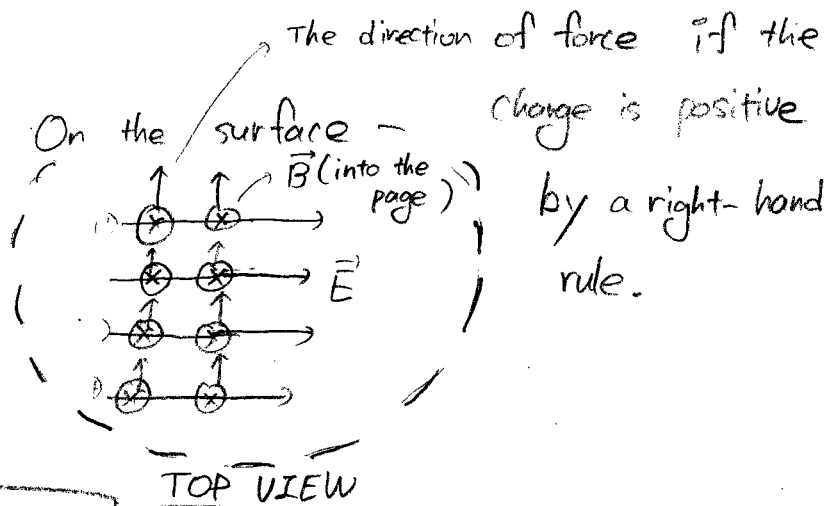 The direction of force if the
charge is positive
by a right-hand
rule.
On the surface
B⃗ (into the
page)
E⃗
TOP VIEW